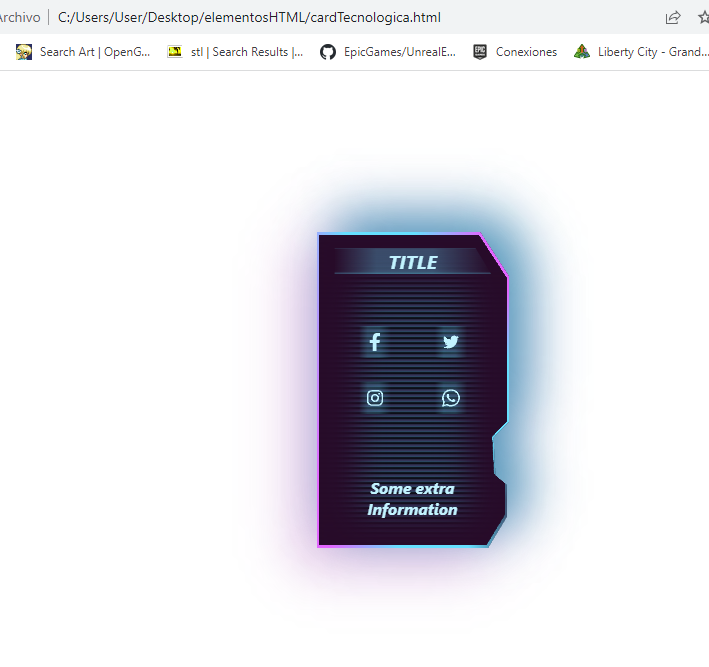 Archivo | C:/Users/User/Desktop/elementosHTML/cardTecnologica.html
Search Art | OpenG... stl | Search Results |... EpicGames/UnrealE... Conexiones Liberty City - Grand...
TITLE
Some extra
Information